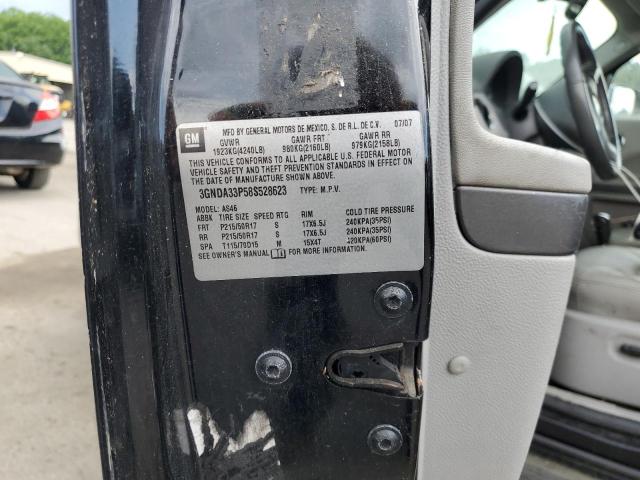 GM
MFD BY GENERAL MOTORS DE MEXICO, S. DE R.L. DE C.V. 07/07
GVWR GAWR FRT GAWR RR
1923KG(4240LB) 980KG(2160LB) 979KG(2158LB)
THIS VEHICLE CONFORMS TO ALL APPLICABLE U.S. FEDERAL MOTOR
VEHICLE SAFETY AND THEFT PREVENTION STANDARDS IN EFFECT ON
THE DATE OF MANUFACTURE SHOWN ABOVE.
3GNDA33P58S528623 TYPE: M.P.V.
MODEL: AS46
ABBK TIRE SIZE SPEED RTG RIM COLD TIRE PRESSURE
FRT P215/50R17 S 17X6.5J 240KPA(35PSI)
RR P215/50R17 S 17X6.5J 240KPA(35PSI)
SPA T115/70D15 M 15X4T 420KPA(60PSI)
SEE OWNER'S MANUAL FOR MORE INFORMATION.